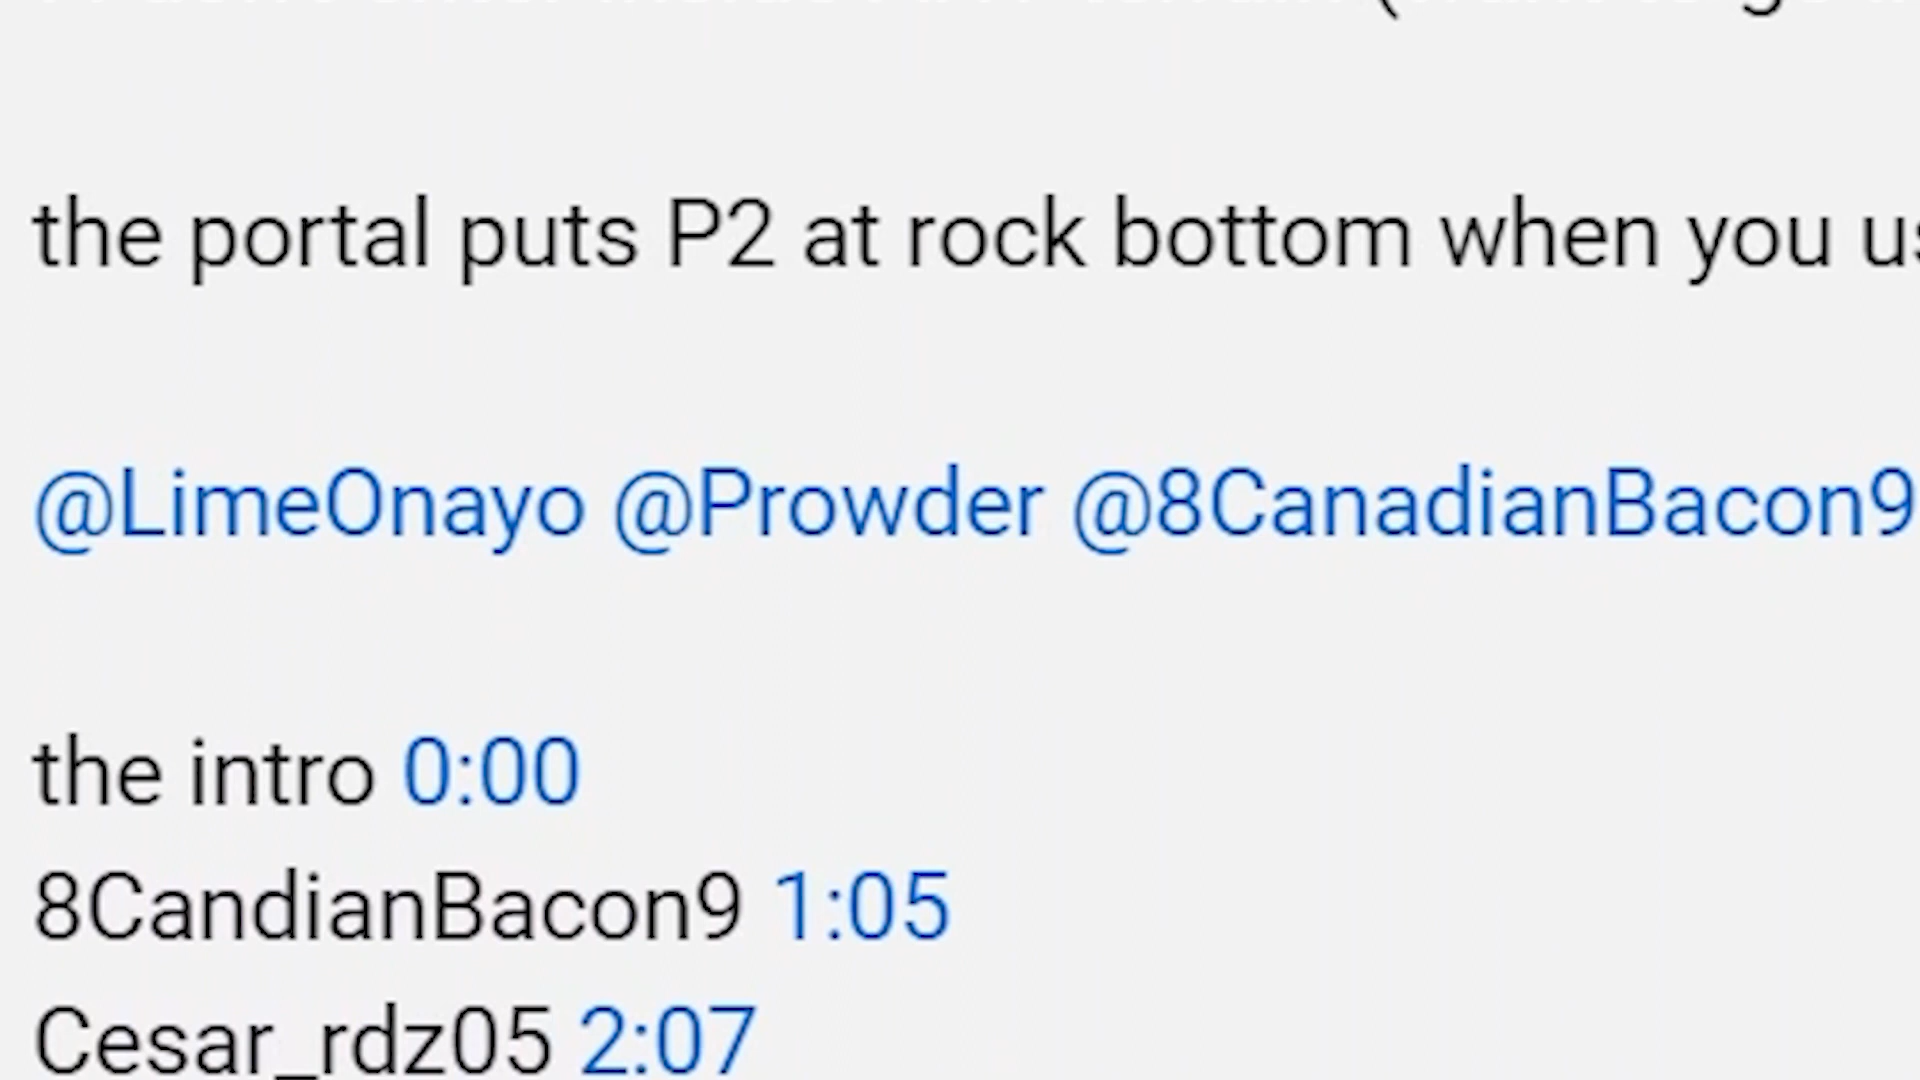 the portal puts P2 at rock bottom when you
@LimeOnayo @Prowder @8CanadianBacon9
the intro 0:00
8CandianBacon9 1:05
Cesar_rdz05 2:07